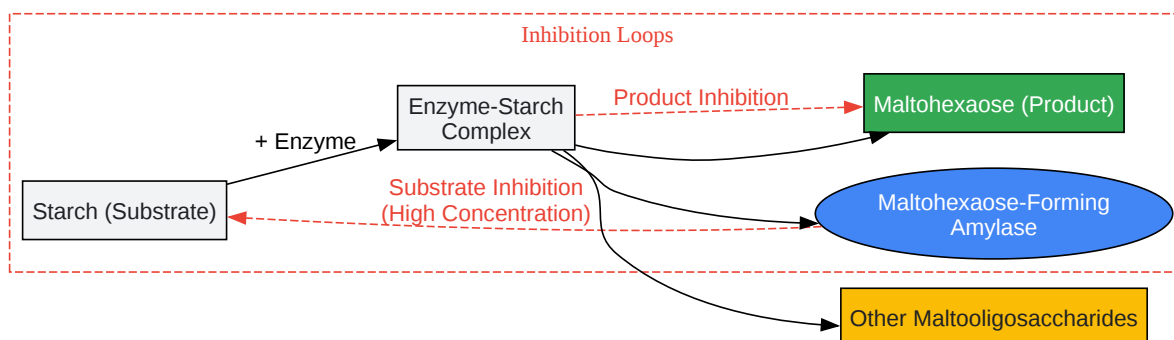 Inhibition Loops
Enzyme-Starch
Complex
Product Inhibition
Maltohexaose (Product)
+ Enzyme
Starch (Substrate)
Substrate Inhibition
(High Concentration)
Maltohexaose-Forming
Amylase
Other Maltooligosaccharides